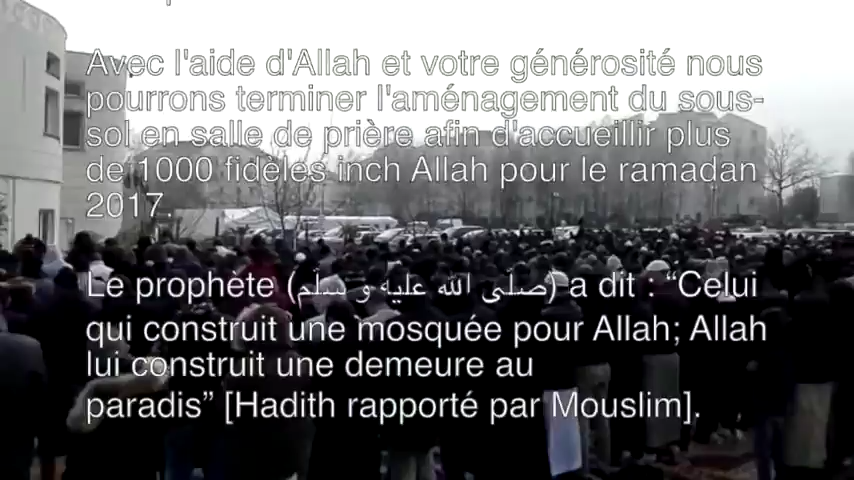 Avec l'aide d'Allah et votre générosité nous
pourrons terminer l'aménagement du sous-
sol en salle de prière afin d'accueillir plus
de 1000 fidèles inch Allah pour le ramadan
2017.
Le prophète (صلّى الله عليه و سلّم) a dit : “Celui
qui construit une mosquée pour Allah; Allah
lui construit une demeure au
paradis” [Hadith rapporté par Mouslim].